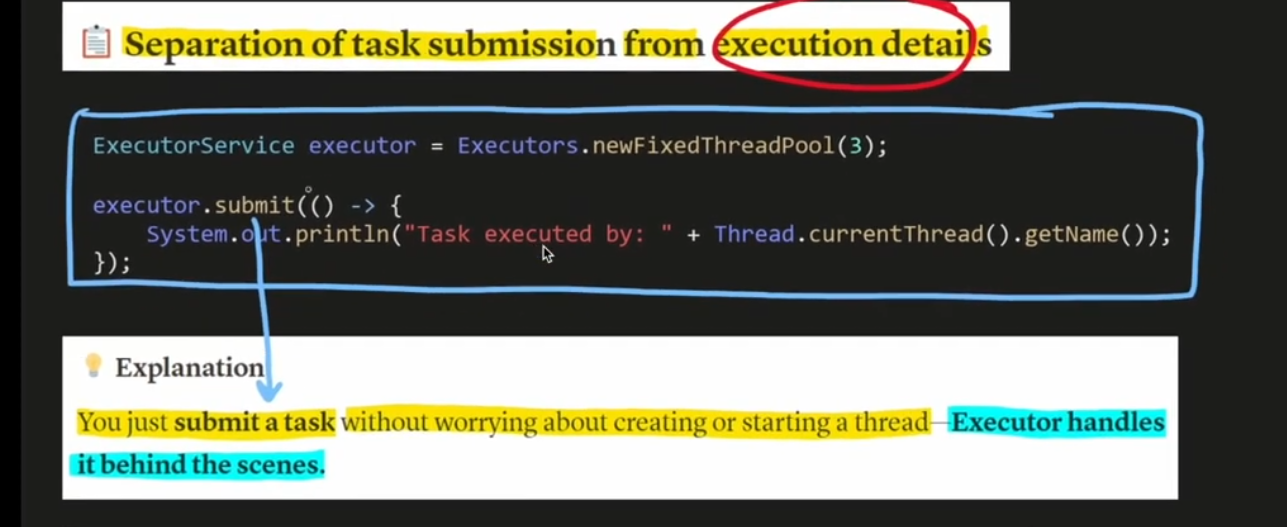 📋 Separation of task submission from execution details
ExecutorService executor = Executors.newFixedThreadPool(3);
executor.submit(() -> {
    System.out.println("Task executed by: " + Thread.currentThread().getName());
});
💡 Explanation
You just submit a task without worrying about creating or starting a thread—Executor handles
it behind the scenes.